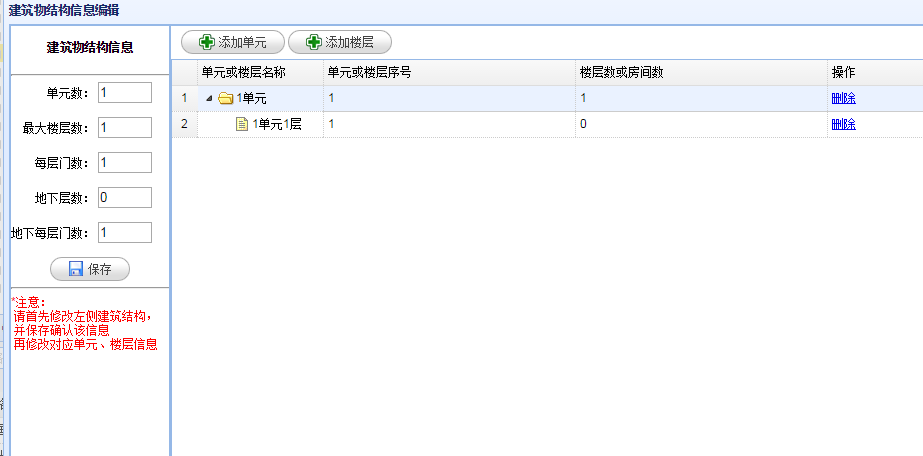 建筑物结构信息编辑
建筑物结构信息
添加单元 添加楼层
单元或楼层名称 单元或楼层序号 楼层数或房间数 操作
1 1单元 1 1 删除
2 1单元1层 1 0 删除
单元数： 1
最大楼层数： 1
每层门数： 1
地下层数： 0
地下每层门数： 1
保存
*注意：
请首先修改左侧建筑结构，
并保存确认该信息
再修改对应单元、楼层信息